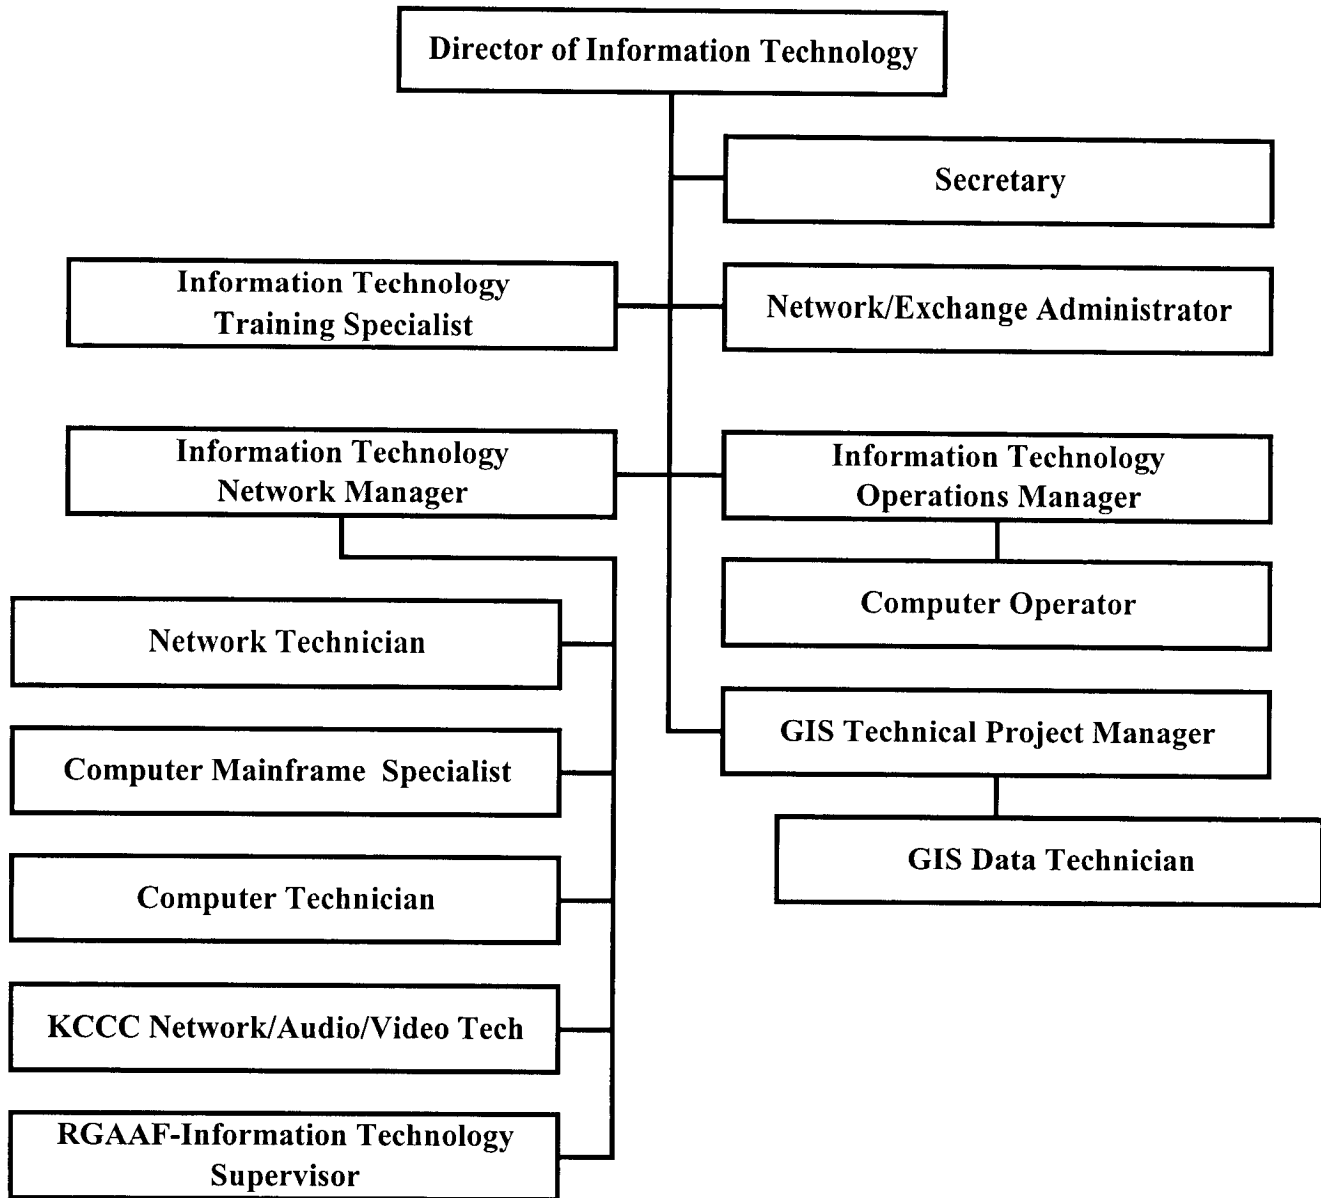 Director of Information Technology
Secretary
Information Technology
Training Specialist
Network/Exchange Administrator
Information Technology
Network Manager
Information Technology
Operations Manager
Computer Operator
Network Technician
GIS Technical Project Manager
Computer Mainframe Specialist
GIS Data Technician
Computer Technician
KCCC Network/Audio/Video Tech
RGAAF-Information Technology
Supervisor